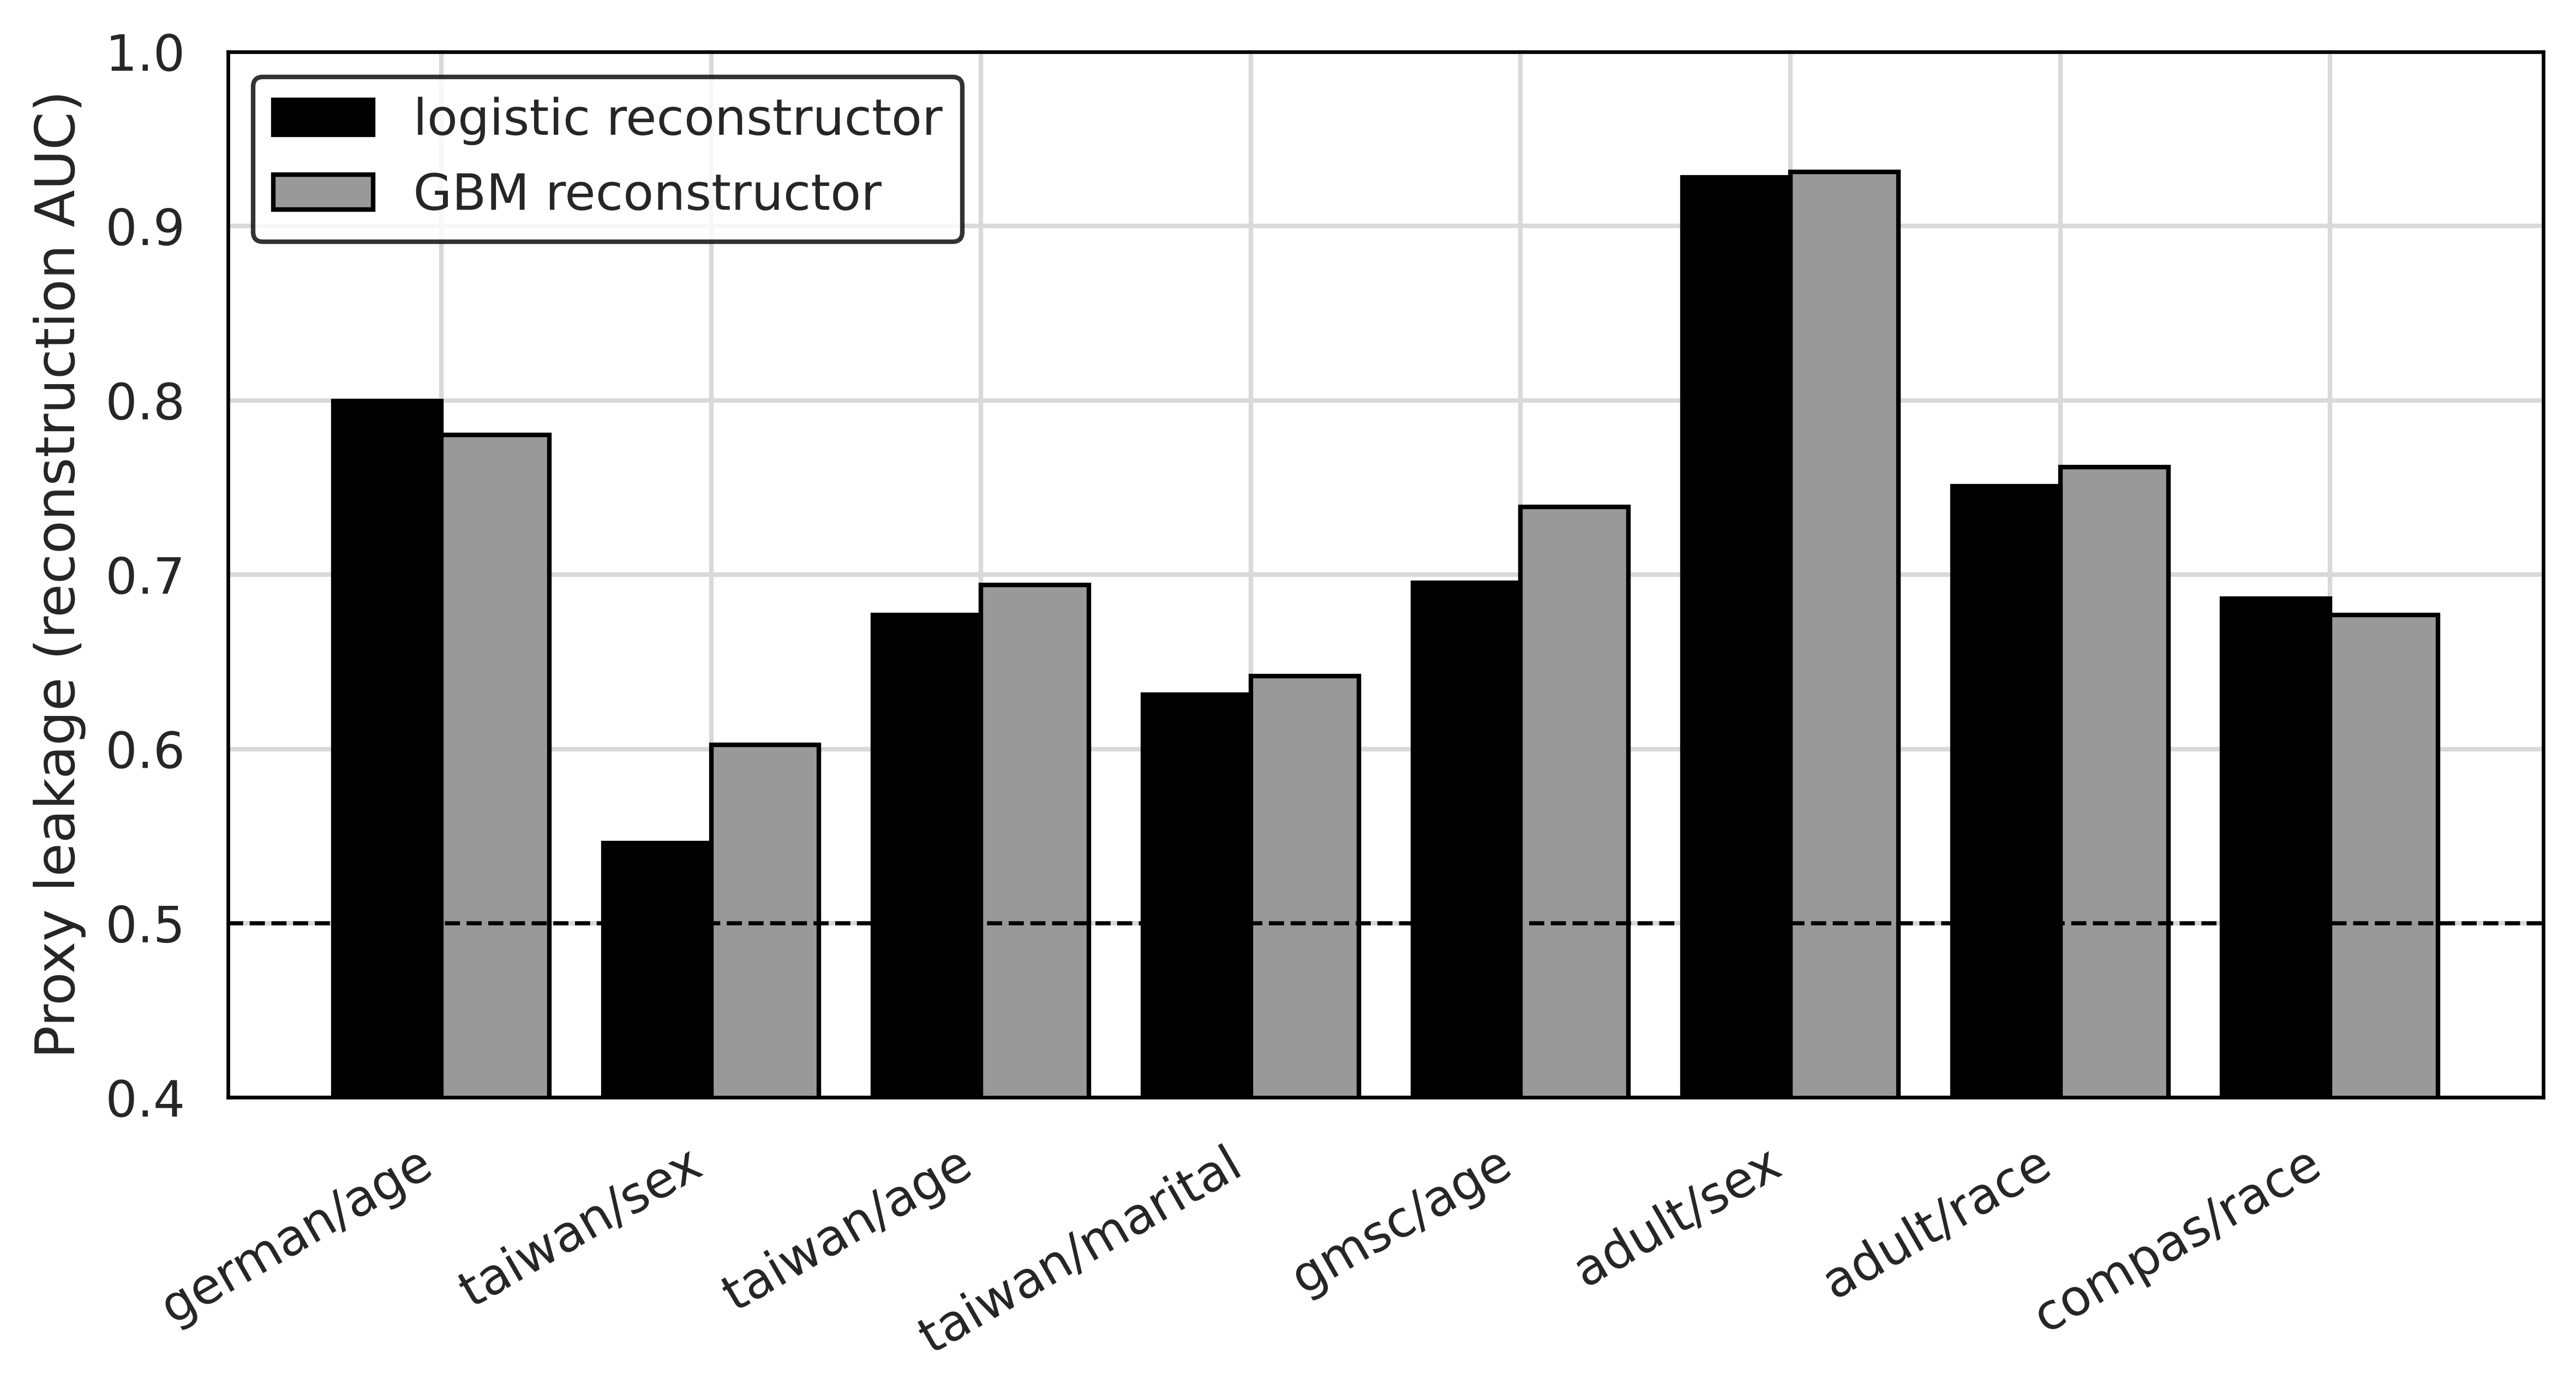 Proxy leakage (reconstruction AUC)
1.0
0.9
0.8
0.7
0.6
0.5
0.4
logistic reconstructor
GBM reconstructor
german/age
taiwan/sex
taiwan/age
taiwan/marital
gmsc/age
adult/sex
adult/race
compas/race